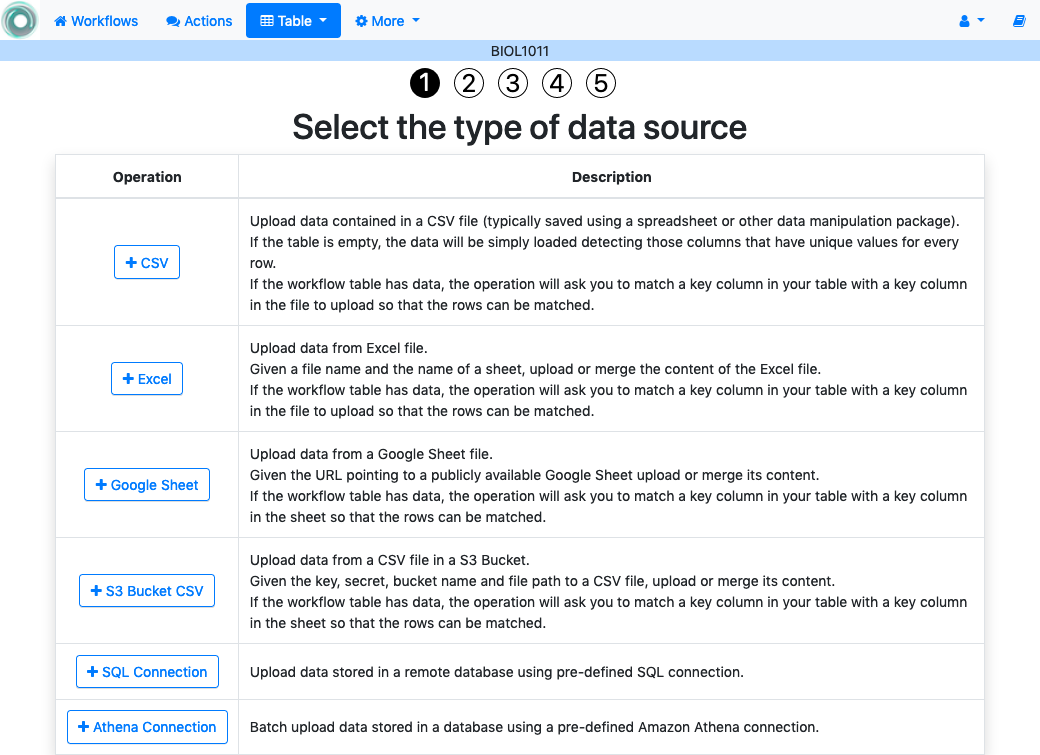 Workflows Actions Table More
BIOL1011
1 2 3 4 5
Select the type of data source
Operation Description
CSV
Upload data contained in a CSV file (typically saved using a spreadsheet or other data manipulation package).
If the table is empty, the data will be simply loaded detecting those columns that have unique values for every
row.
If the workflow table has data, the operation will ask you to match a key column in your table with a key column
in the file to upload so that the rows can be matched.
Excel
Upload data from Excel file.
Given a file name and the name of a sheet, upload or merge the content of the Excel file.
If the workflow table has data, the operation will ask you to match a key column in your table with a key column
in the file to upload so that the rows can be matched.
Google Sheet
Upload data from a Google Sheet file.
Given the URL pointing to a publicly available Google Sheet upload or merge its content.
If the workflow table has data, the operation will ask you to match a key column in your table with a key column
in the sheet so that the rows can be matched.
S3 Bucket CSV
Upload data from a CSV file in a S3 Bucket.
Given the key, secret, bucket name and file path to a CSV file, upload or merge its content.
If the workflow table has data, the operation will ask you to match a key column in your table with a key column
in the sheet so that the rows can be matched.
SQL Connection
Upload data stored in a remote database using pre-defined SQL connection.
Athena Connection
Batch upload data stored in a database using a pre-defined Amazon Athena connection.